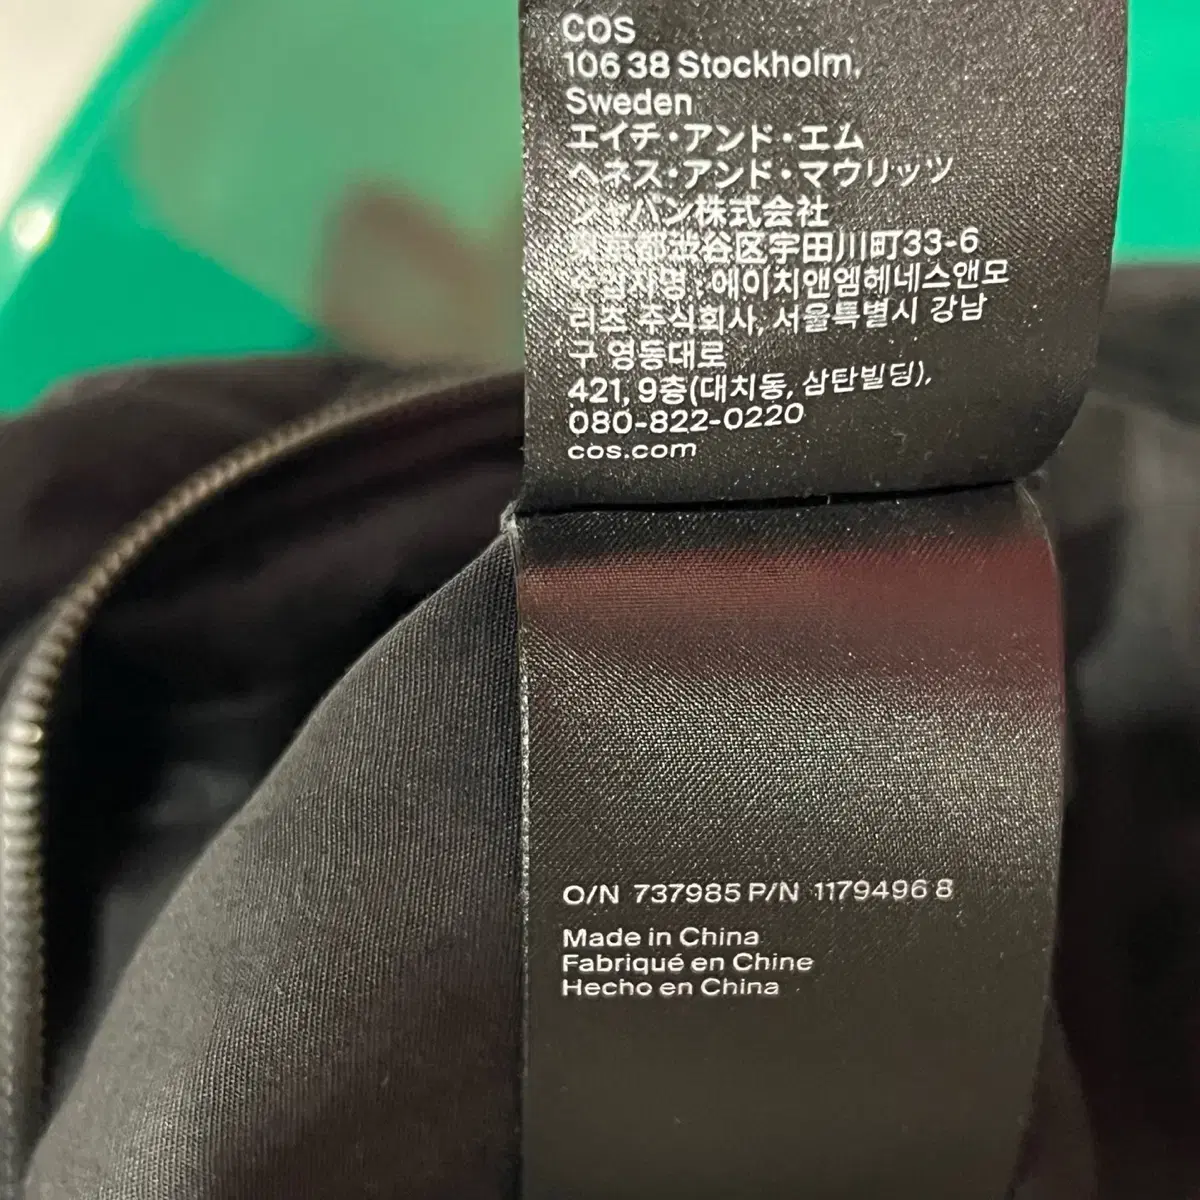 COS
106 38 Stockholm,
Sweden
エイチ・アンド・エム
ヘネス・アンド・マウリッツ
ジャパン株式会社
東京都渋谷区宇田川町33-6
수입자명 : 에이치앤엠헤네스앤모
리츠 주식회사, 서울특별시 강남
구 영동대로
421, 9층(대치동, 삼탄빌딩),
080-822-0220
cos.com
O/N 737985 P/N 1179496 8
Made in China
Fabriqué en Chine
Hecho en China